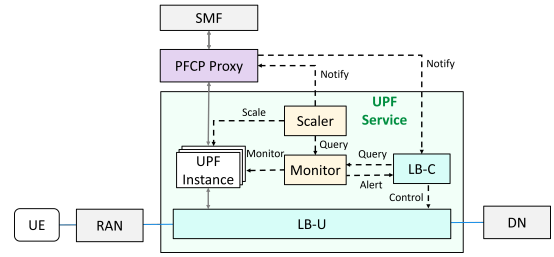 SMF
PFCP Proxy
Notify
Notify
UPF
Service
Scale
Scaler
Query
Query
Monitor
UPF
Instance
Monitor
LB-C
Alert
Control
UE
RAN
LB-U
DN